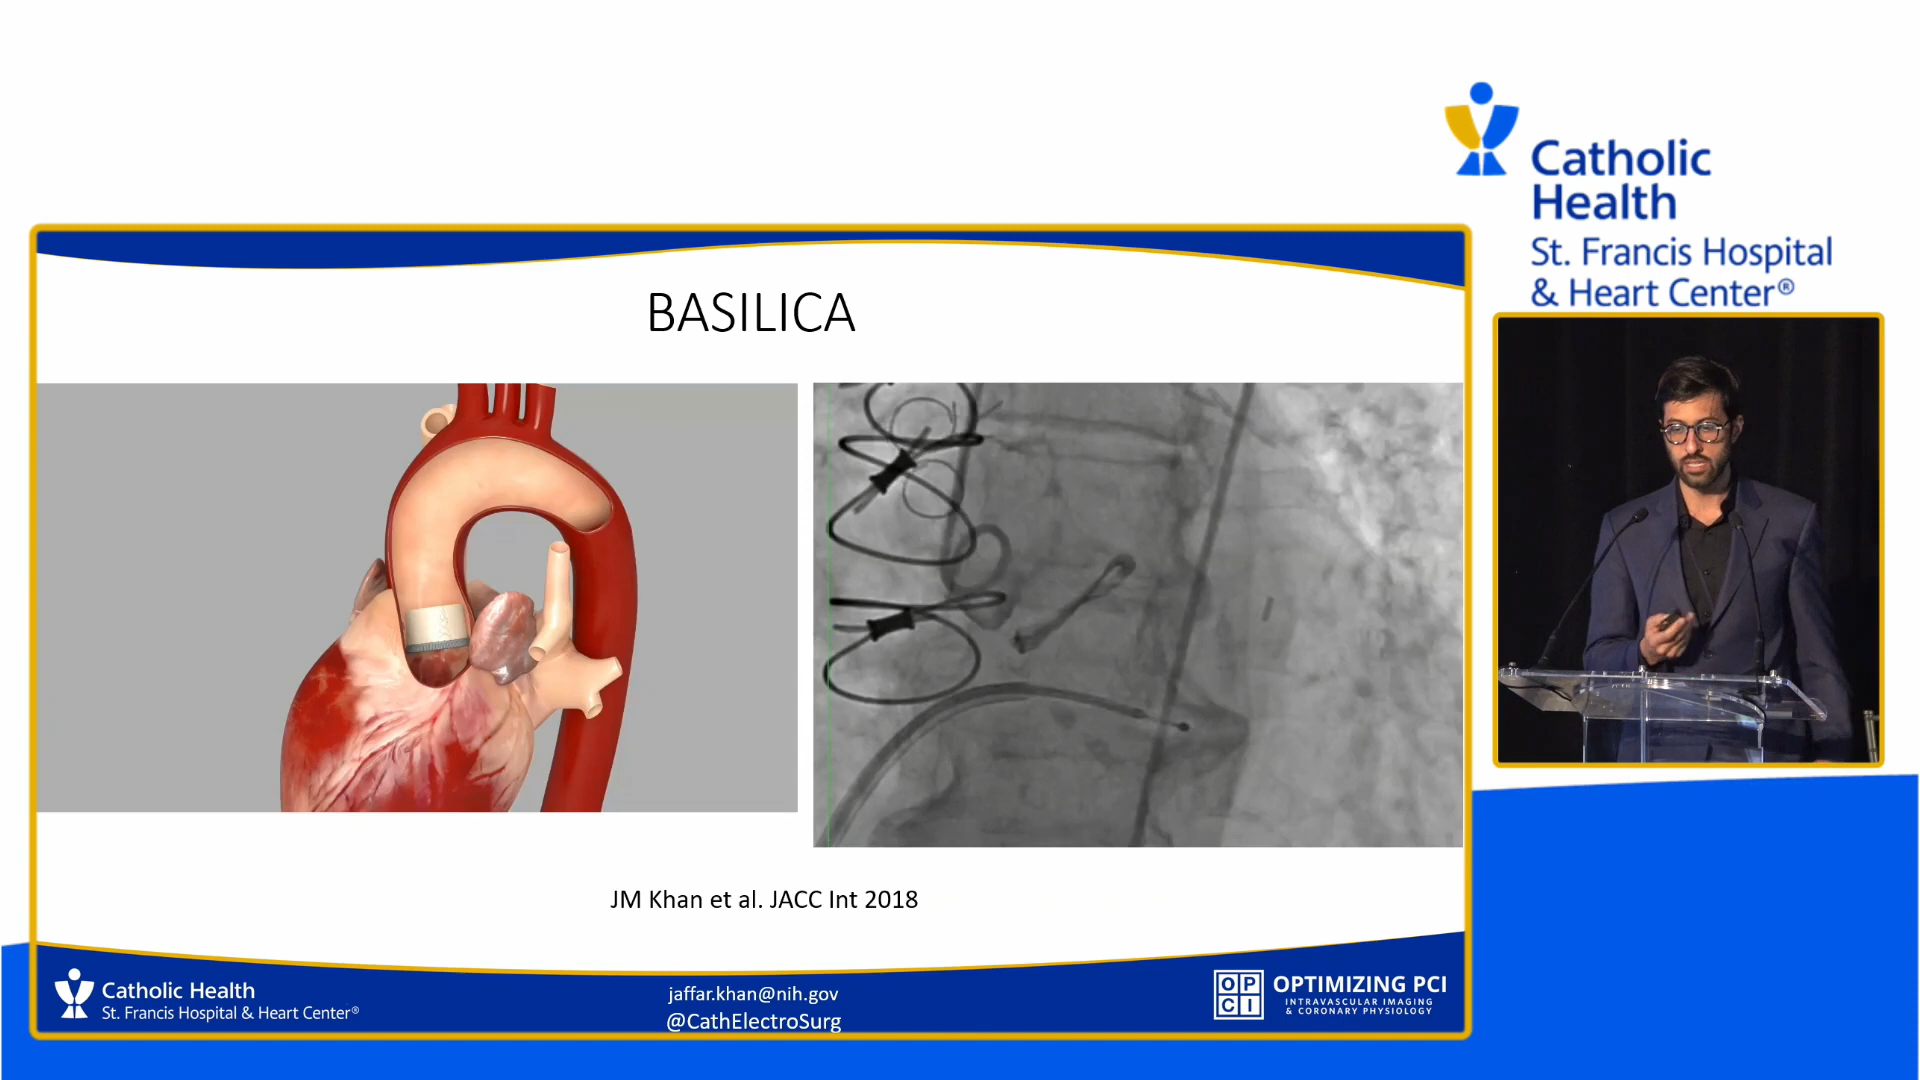 Catholic
Health
St. Francis Hospital
& Heart Center®
BASILICA
JM Khan et al. JACC Int 2018
Catholic Health
St. Francis Hospital & Heart Center®
jaffar.khan@nih.gov
@CathElectroSurg
OP
CI
OPTIMIZING PCI
INTRAVASCULAR IMAGING
& CORONARY PHYSIOLOGY